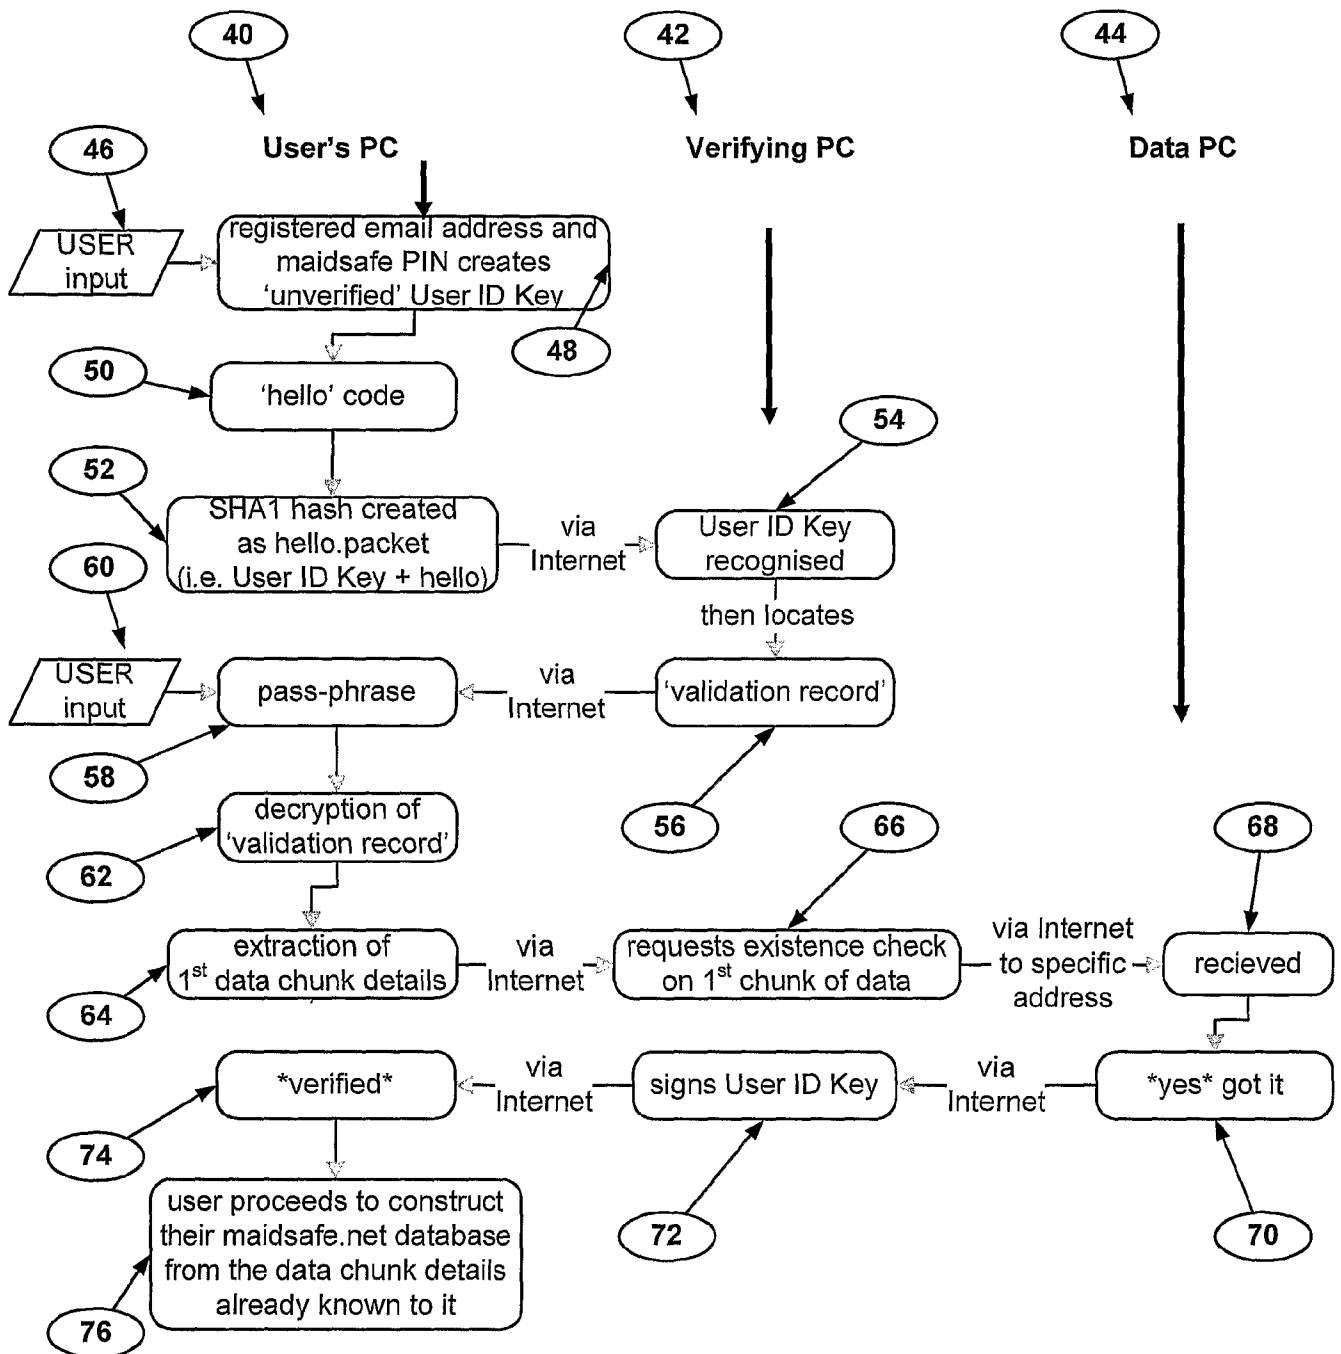 40
42
44
46
User's PC
Verifying PC
Data PC
USER
input
registered email address and
maidsafe PIN creates
'unverified' User ID Key
48
50
'hello' code
54
52
SHA1 hash created
as hello.packet
(i.e. User ID Key + hello)
via
Internet
User ID Key
recognised
60
then locates
USER
input
pass-phrase
via
Internet
'validation record'
58
decryption of
'validation record'
56
66
68
62
extraction of
1st data chunk details
via
Internet
requests existence check
on 1st chunk of data
via Internet
to specific
address
recieved
64
*verified*
via
Internet
signs User ID Key
via
Internet
*yes* got it
74
user proceeds to construct
their maidsafe.net database
from the data chunk details
already known to it
72
70
76